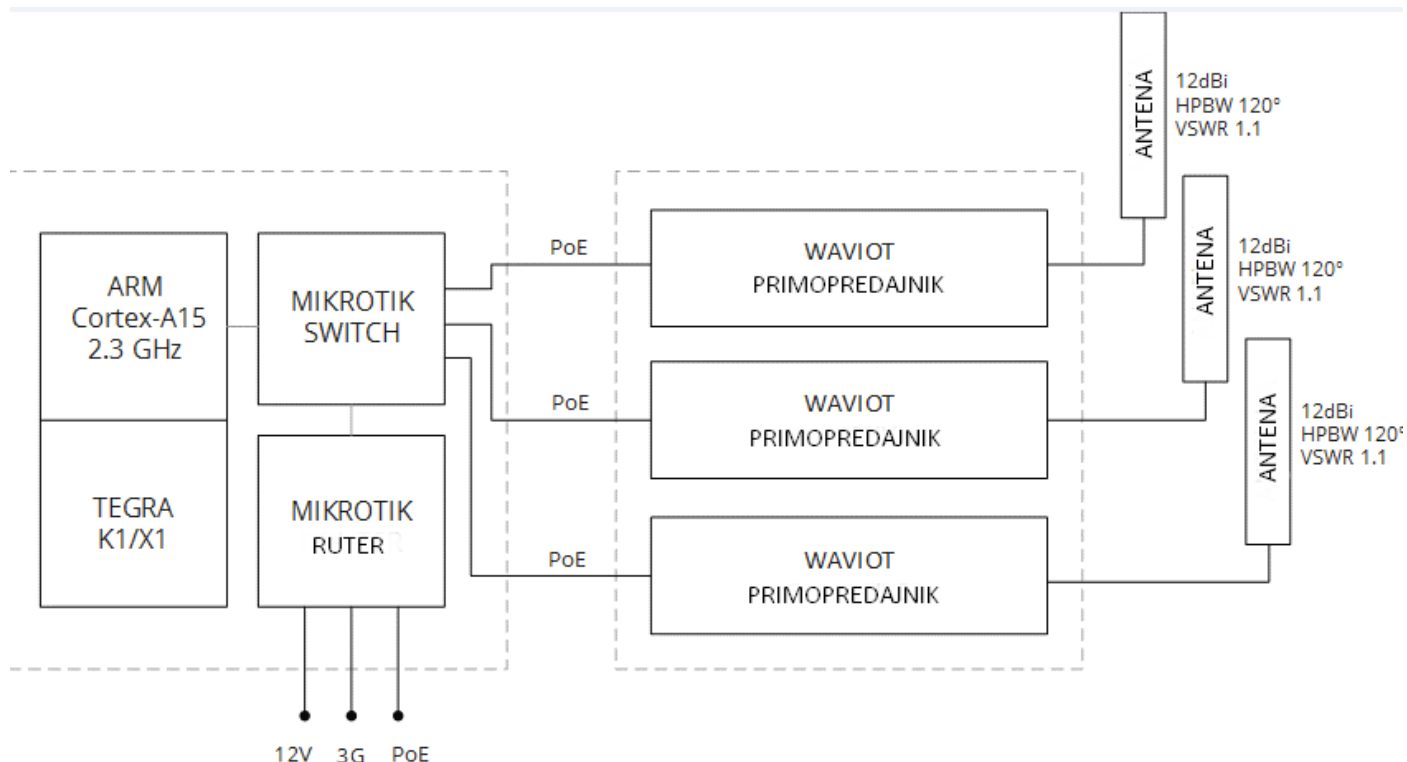 ANTENA
12dBi
HPBW 120°
VSWR 1.1
ANTENA
12dBi
HPBW 120°
VSWR 1.1
ANTENA
12dBi
HPBW 120°
VSWR 1.1
ARM
Cortex-A15
2.3 GHz
TEGRA
K1/X1
MIKROTIK
SWITCH
MIKROTIK
RUTER
PoE
PoE
PoE
WAVIOT
PRIMOPREDAJNIK
WAVIOT
PRIMOPREDAJNIK
WAVIOT
PRIMOPREDAJNIK
12V
3G
PoE